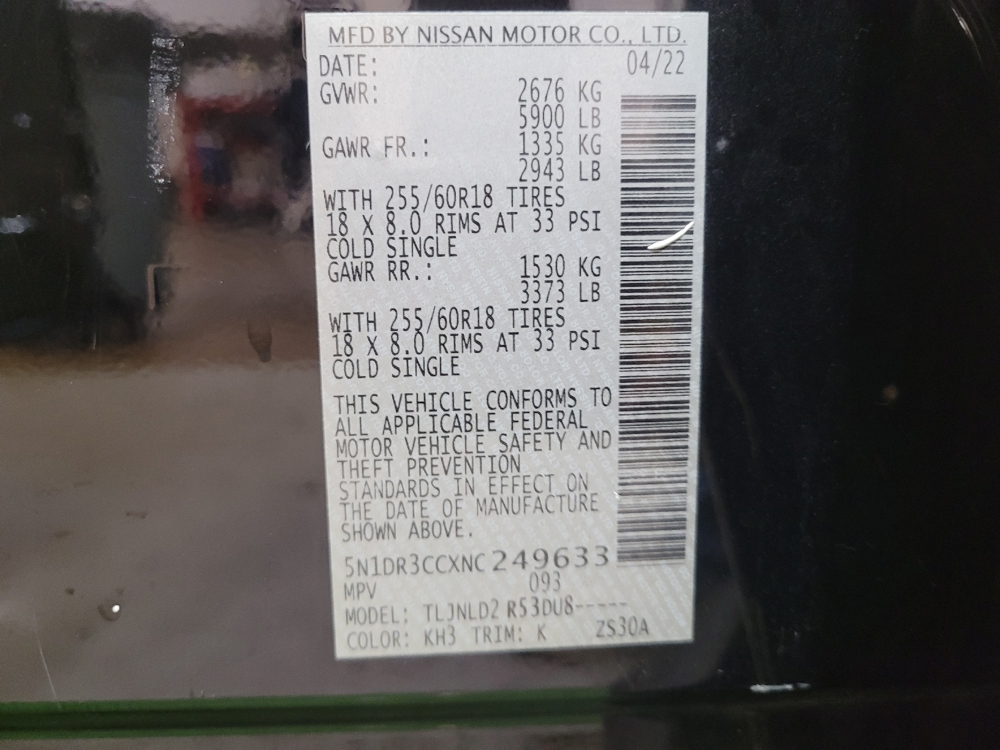 MFD BY NISSAN MOTOR CO., LTD.
DATE: 04/22
GVWR: 2676 KG
5900 LB
GAWR FR.: 1335 KG
2943 LB
WITH 255/60R18 TIRES
18 X 8.0 RIMS AT 33 PSI
COLD SINGLE
GAWR RR.: 1530 KG
3373 LB
WITH 255/60R18 TIRES
18 X 8.0 RIMS AT 33 PSI
COLD SINGLE
THIS VEHICLE CONFORMS TO
ALL APPLICABLE FEDERAL
MOTOR VEHICLE SAFETY AND
THEFT PREVENTION
STANDARDS IN EFFECT ON
THE DATE OF MANUFACTURE
SHOWN ABOVE.
5N1DR3CCXNC249633
MPV 093
MODEL: TLJNLD2 R53DU8-----
COLOR: KH3 TRIM: K ZS30A